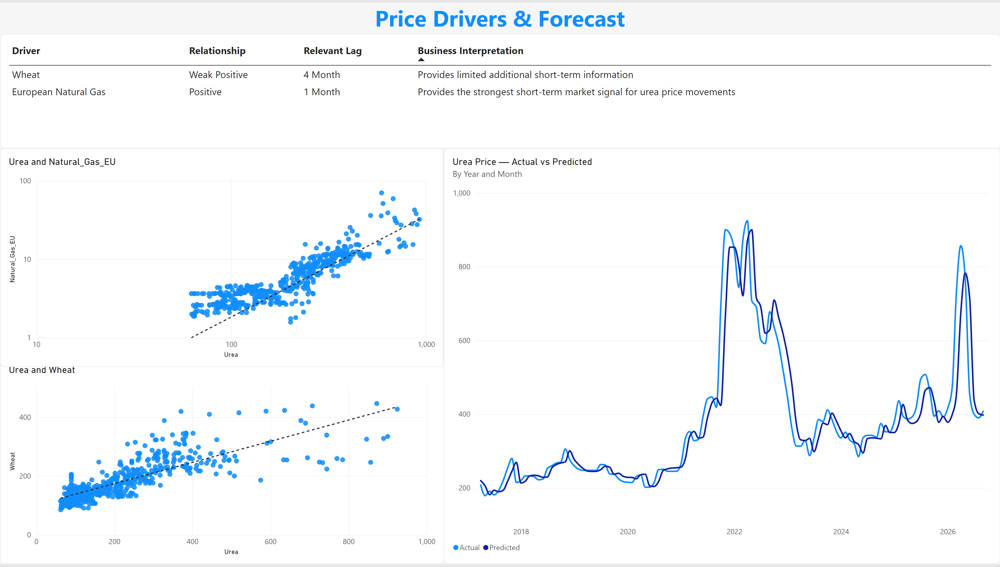 Price Drivers & Forecast
Driver Relationship Relevant Lag Business Interpretation
Wheat Weak Positive 4 Month Provides limited additional short-term information
European Natural Gas Positive 1 Month Provides the strongest short-term market signal for urea price movements
Urea and Natural_Gas_EU
100
10
1
Natural_Gas_EU
10 100 1,000
Urea
Urea and Wheat
400
200
0
Wheat
0 200 400 600 800 1,000
Urea
Urea Price — Actual vs Predicted
By Year and Month
1,000
800
600
400
200
2018 2020 2022 2024 2026
Actual Predicted